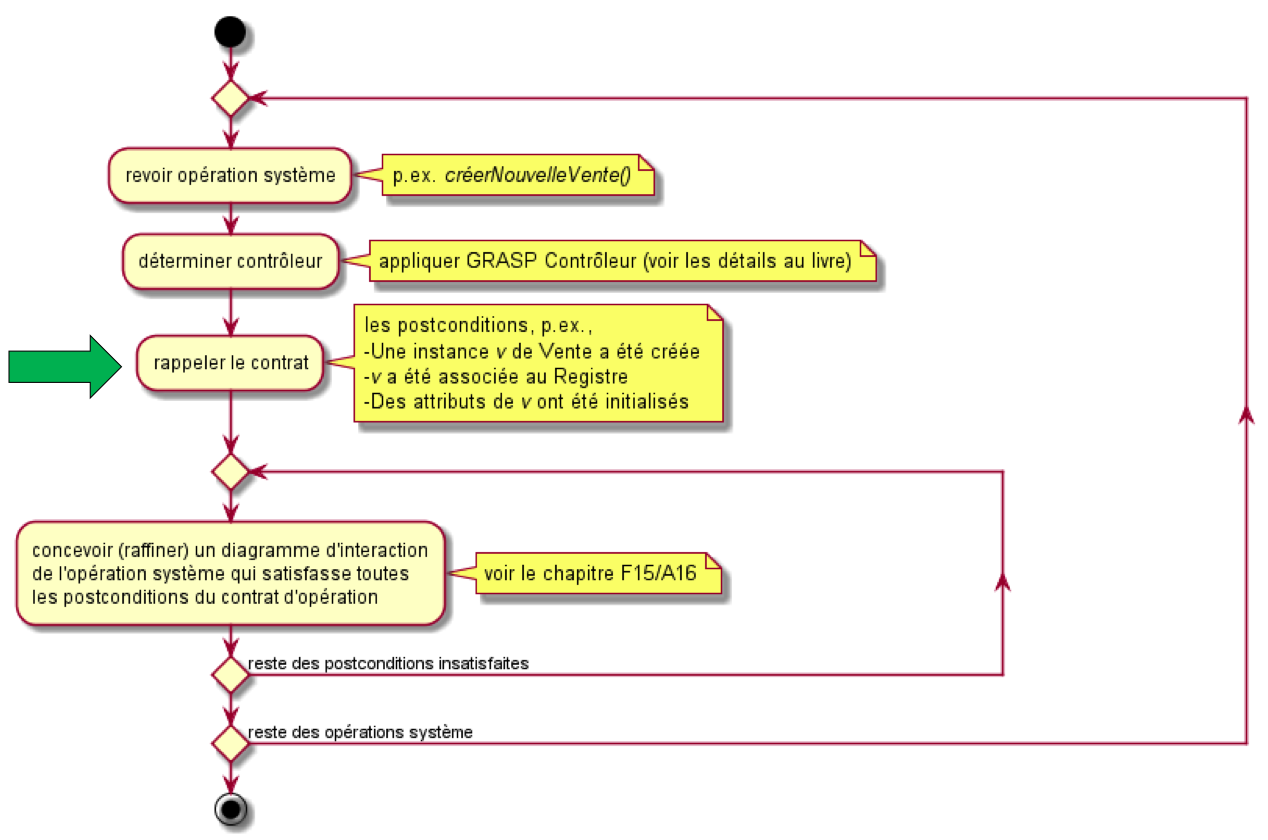 revoir opération système
p.ex. créerNouvelleVente()
déterminer contrôleur
appliquer GRASP Contrôleur (voir les détails au livre)
rappeler le contrat
les postconditions, p.ex.,
-Une instance v de Vente a été créée
-v a été associée au Registre
-Des attributs de v ont été initialisés
concevoir (raffiner) un diagramme d'interaction
de l'opération système qui satisfasse toutes
les postconditions du contrat d'opération
voir le chapitre F15/A16
reste des postconditions insatisfaites
reste des opérations système